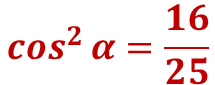 cos² α = 16/25